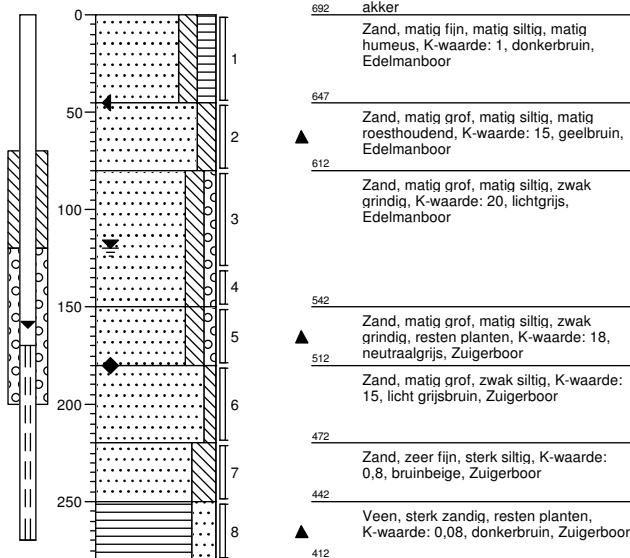 0
50
100
150
200
250
1
2
3
4
5
6
7
8
692 akker
Zand, matig fijn, matig siltig, matig
humeus, K-waarde: 1, donkerbruin,
Edelmanboor
647
Zand, matig grof, matig siltig, matig
roesthoudend, K-waarde: 15, geelbruin,
Edelmanboor
612
Zand, matig grof, matig siltig, zwak
grindig, K-waarde: 20, lichtgrijs,
Edelmanboor
542
Zand, matig grof, matig siltig, zwak
grindig, resten planten, K-waarde: 18,
neutraalgrijs, Zuigerboor
512
Zand, matig grof, zwak siltig, K-waarde:
15, licht grijsbruin, Zuigerboor
472
Zand, zeer fijn, sterk siltig, K-waarde:
0,8, bruinbeige, Zuigerboor
442
Veen, sterk zandig, resten planten,
K-waarde: 0,08, donkerbruin, Zuigerboor
412